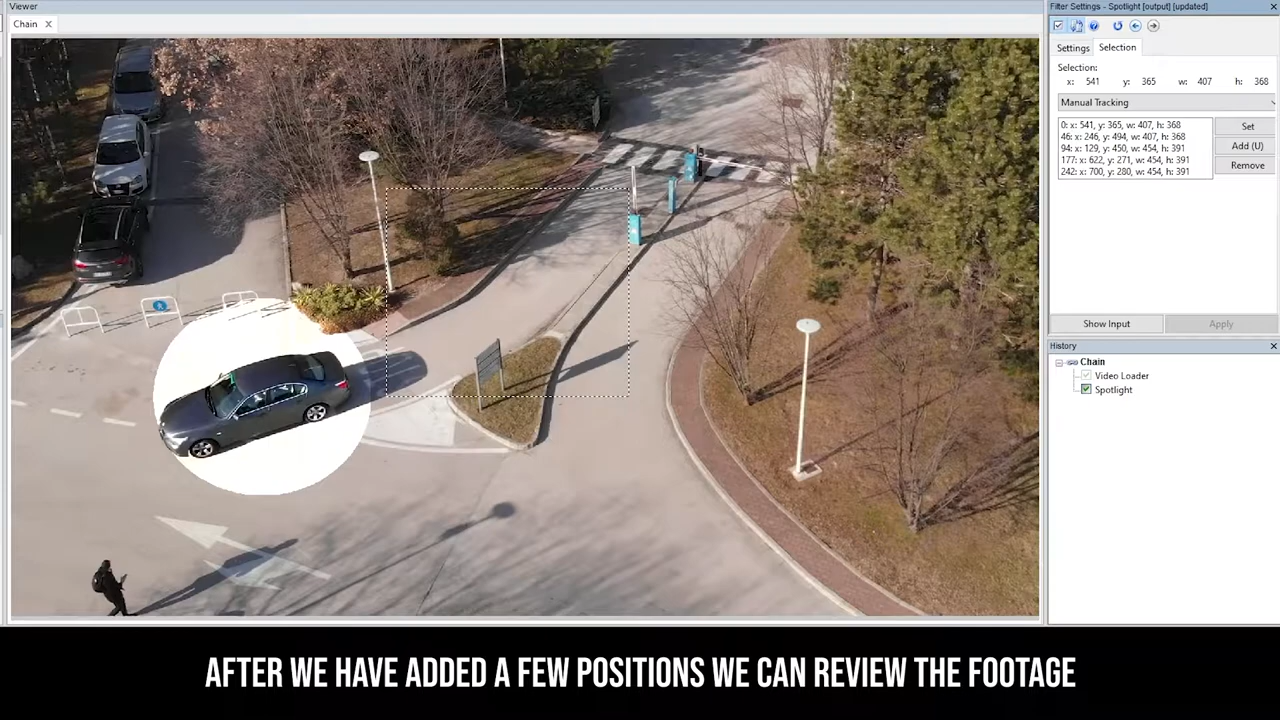 Viewer
Chain X
Filter Settings - Spotlight [output] [updated]
Settings Selection
Selection:
x: 541 y: 365 w: 407 h: 368
Manual Tracking
0: x: 541, y: 365, w: 407, h: 368
46: x: 246, y: 494, w: 407, h: 368
94: x: 129, y: 450, w: 454, h: 391
177: x: 622, y: 271, w: 454, h: 391
242: x: 700, y: 280, w: 454, h: 391
Set
Add (U)
Remove
Show Input Apply
History
Chain
Video Loader
Spotlight
AFTER WE HAVE ADDED A FEW POSITIONS WE CAN REVIEW THE FOOTAGE